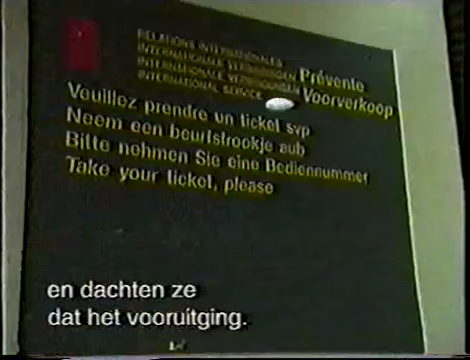 RELATIONS INTERNATIONALES
INTERNATIONALE VERBINDINGEN Prévente
INTERNATIONALE VERBINDUNGEN Voorverkoop
INTERNATIONAL SERVICE
Veuillez prendre un ticket svp
Neem een beurtstrookje aub
Bitte nehmen Sie eine Bediennummer
Take your ticket, please
en dachten ze
dat het vooruitging.